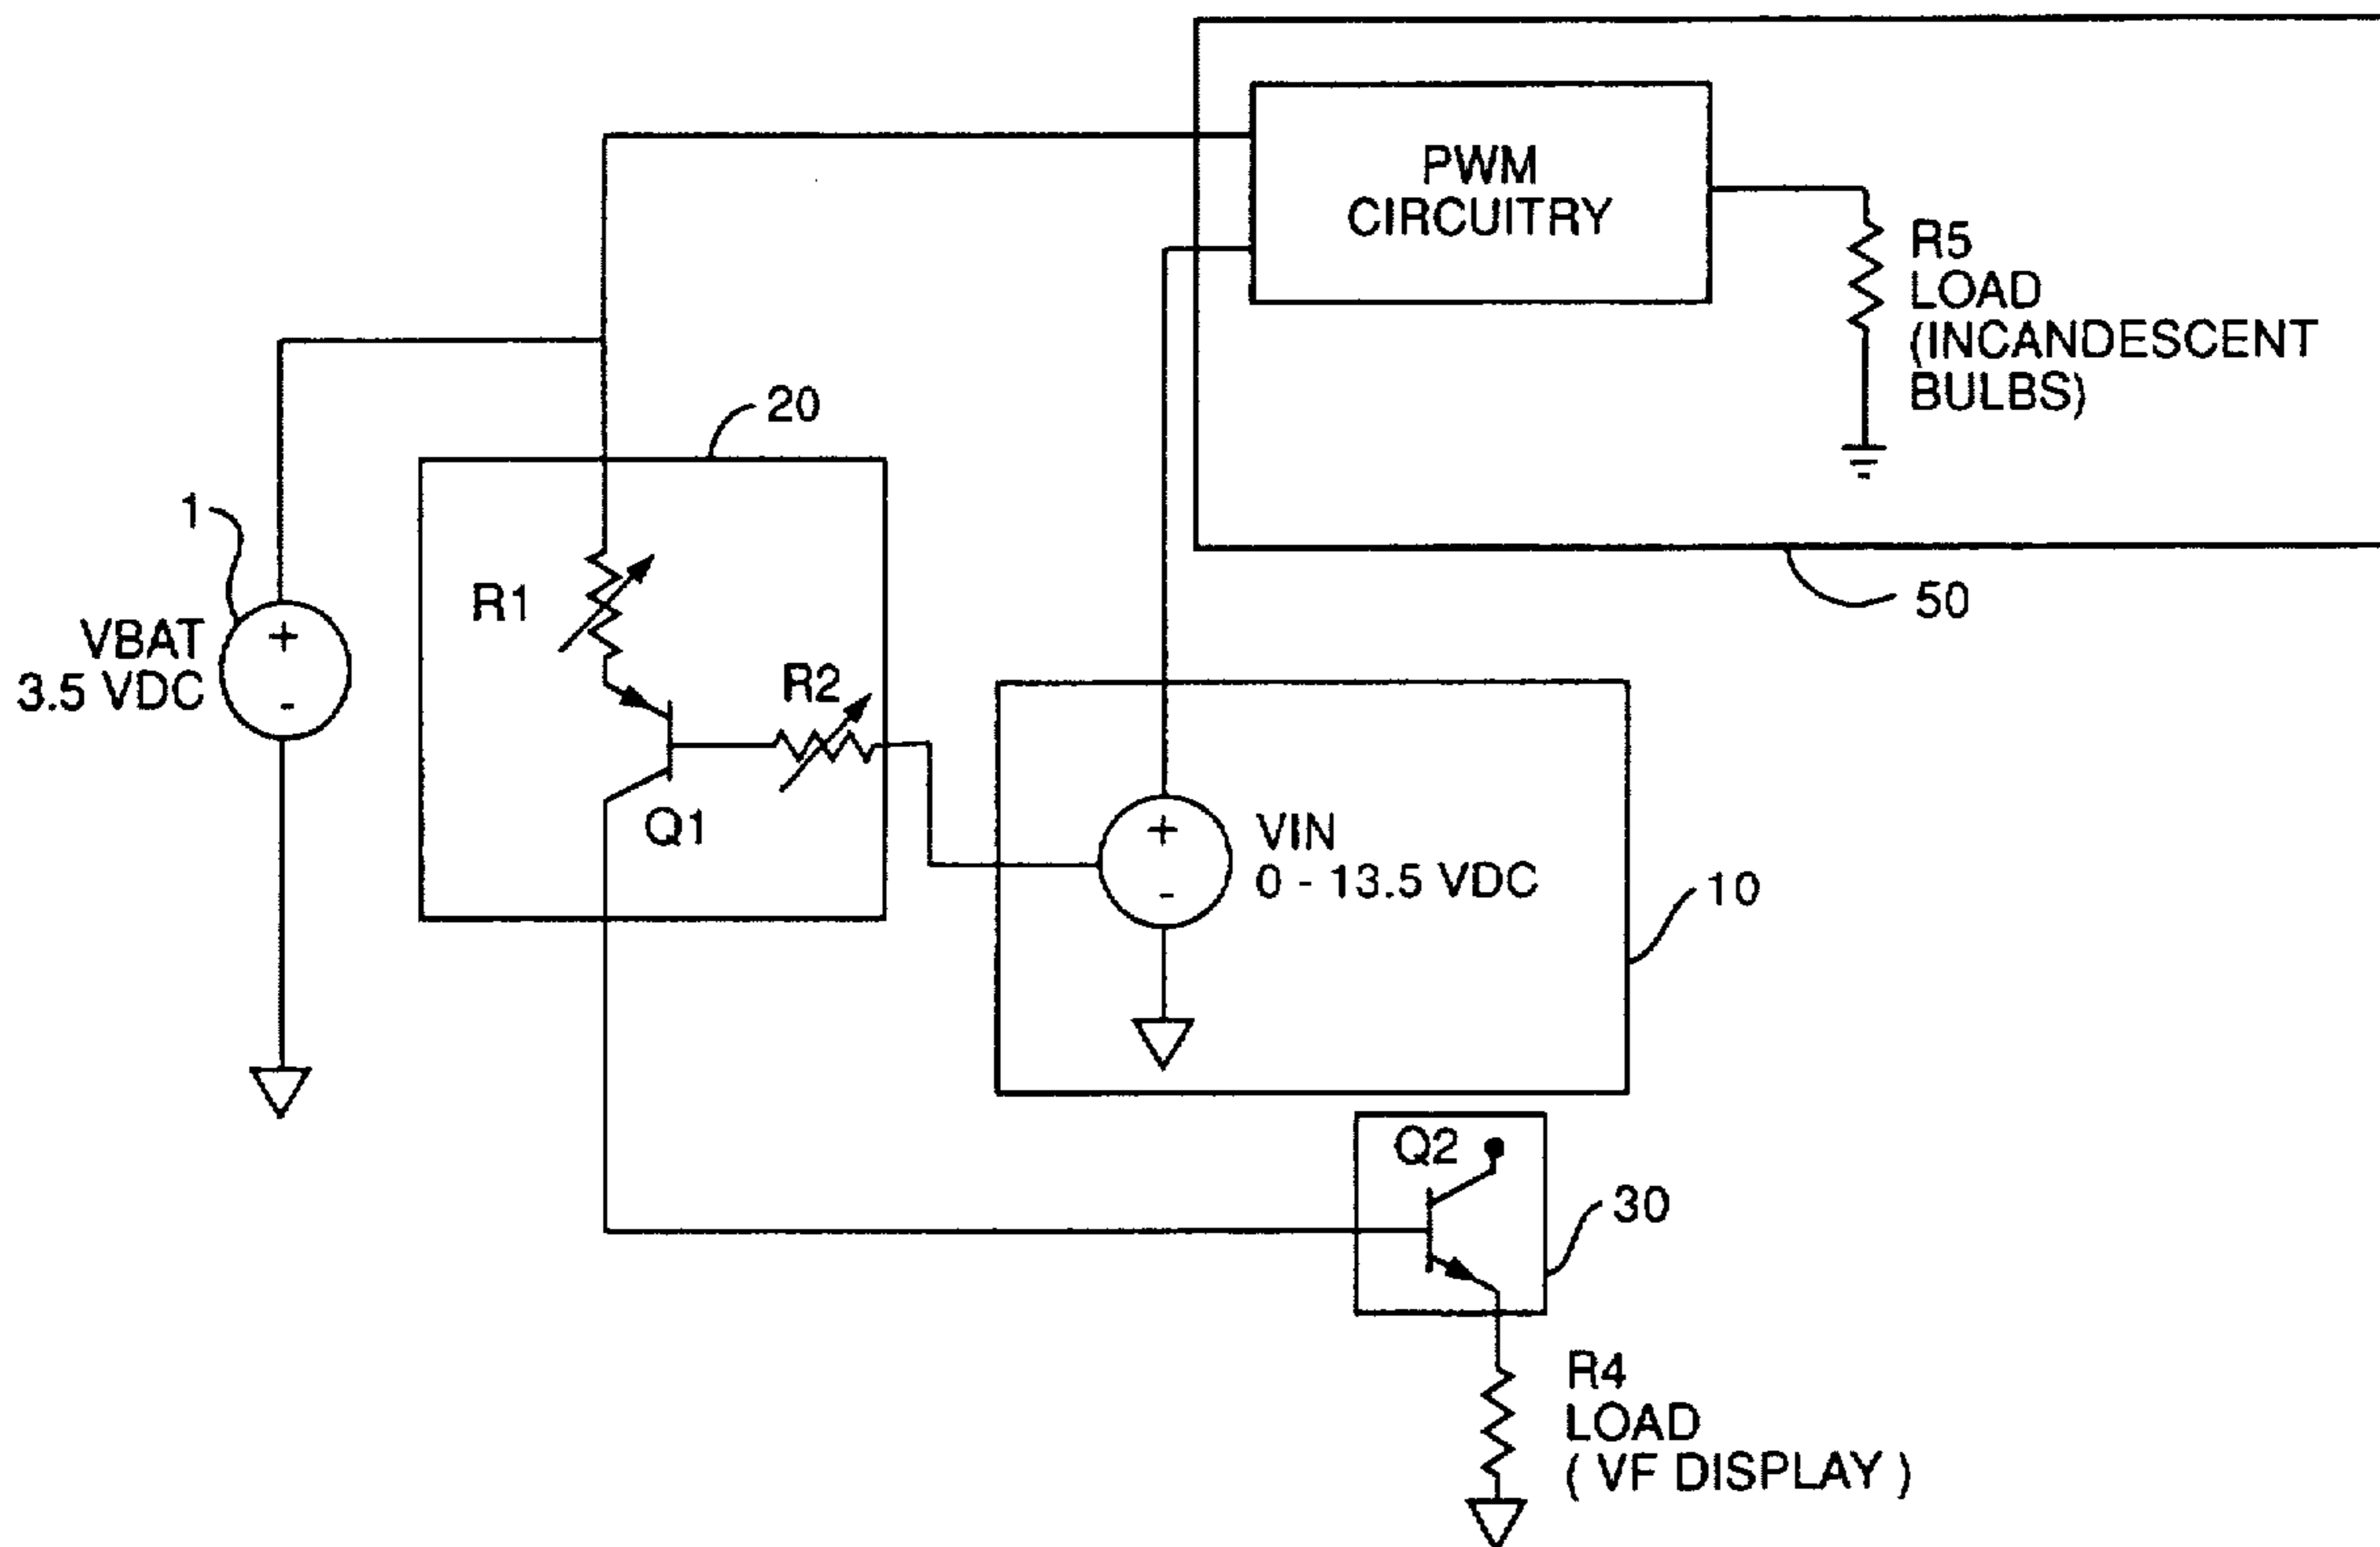 PWM
CIRCUITRY
R5
LOAD
(INCANDESCENT
BULBS)
20
1
R1
50
VBAT
3.5 VDC
+
-
R2
Q1
+
-
VIN
0 - 13.5 VDC
10
Q2
30
R4
LOAD
( VF DISPLAY )